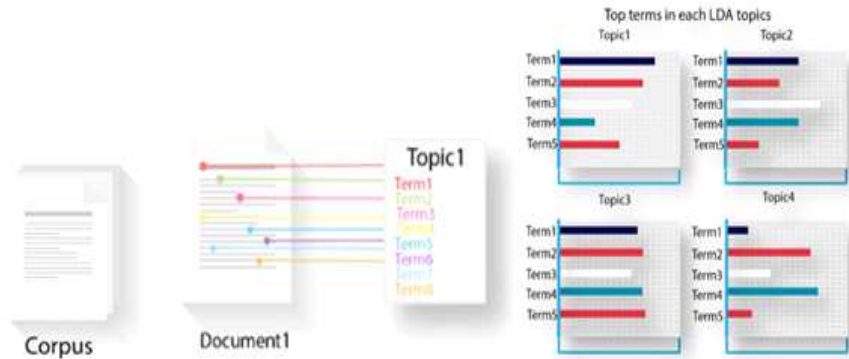 Corpus
Document1
Topic1
Term1
Term2
Term3
Term4
Term5
Term6
Term7
Term8
Top terms in each LDA topics
Topic1
Term1
Term2
Term3
Term4
Term5
Topic2
Term1
Term2
Term3
Term4
Term5
Topic3
Term1
Term2
Term3
Term4
Term5
Topic4
Term1
Term2
Term3
Term4
Term5